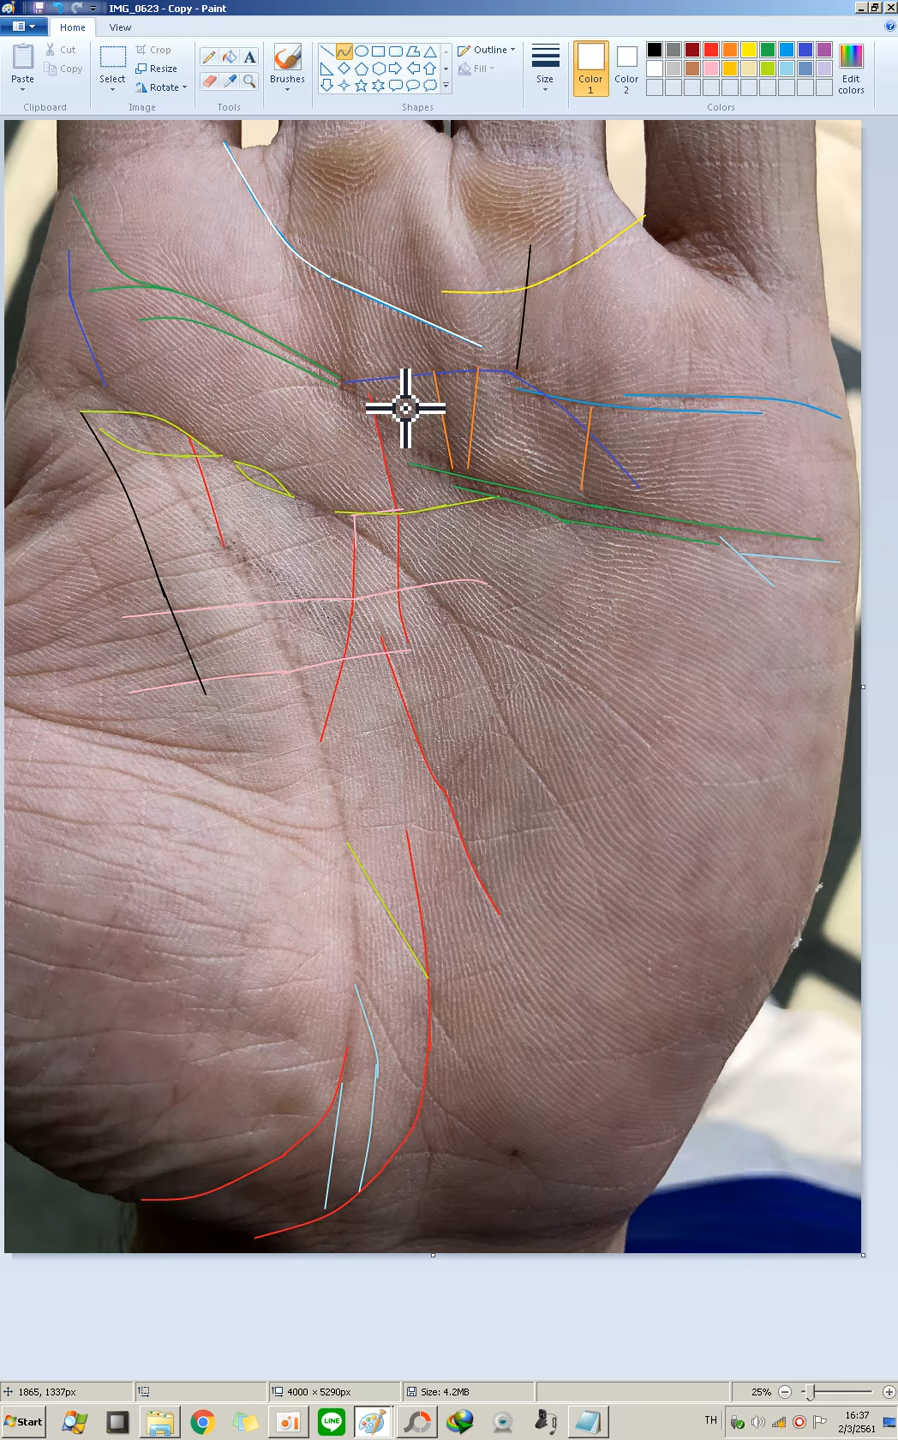 IMG_0623 - Copy - Paint
Home View
Paste
Cut
Copy
Clipboard
Select
Crop
Resize
Rotate
Image
A
Tools
Brushes
Outline
Fill
Shapes
Size
Color 1
Color 2
Edit colors
Colors
1865, 1337px
4000 × 5290px
Size: 4.2MB
25%
Start
LINE
TH
16:37
2/3/2561